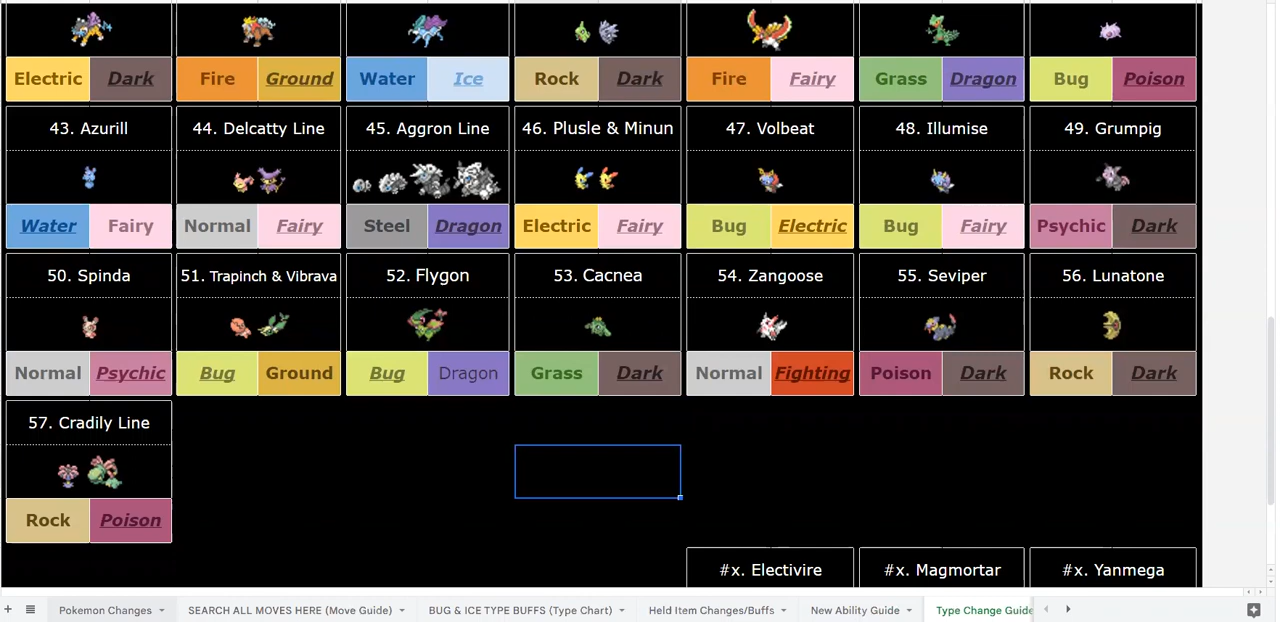 Electric Dark Fire Ground Water Ice Rock Dark Fire Fairy Grass Dragon Bug Poison
43. Azurill 44. Delcatty Line 45. Aggron Line 46. Plusle & Minun 47. Volbeat 48. Illumise 49. Grumpig
Water Fairy Normal Fairy Steel Dragon Electric Fairy Bug Electric Bug Fairy Psychic Dark
50. Spinda 51. Trapinch & Vibrava 52. Flygon 53. Cacnea 54. Zangoose 55. Seviper 56. Lunatone
Normal Psychic Bug Ground Bug Dragon Grass Dark Normal Fighting Poison Dark Rock Dark
57. Cradily Line
Rock Poison
#x. Electivire #x. Magmortar #x. Yanmega
Pokemon Changes SEARCH ALL MOVES HERE (Move Guide) BUG & ICE TYPE BUFFS (Type Chart) Held Item Changes/Buffs New Ability Guide Type Change Guide